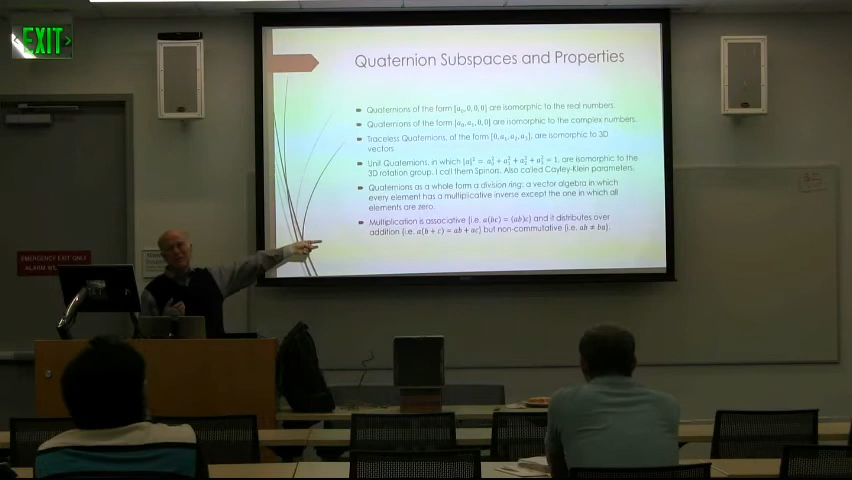 EXIT
Quaternion Subspaces and Properties
Quaternions of the form [a₀, 0, 0, 0] are isomorphic to the real numbers.
Quaternions of the form [a₀, a₁, 0, 0] are isomorphic to the complex numbers.
Traceless Quaternions, of the form [0, a₁, a₂, a₃], are isomorphic to 3D
vectors.
Unit Quaternions, in which |a|² = a₀² + a₁² + a₂² + a₃² = 1, are isomorphic to the
3D rotation group. I call them Spinors. Also called Cayley-Klein parameters.
Quaternions as a whole form a division ring: a vector algebra in which
every element has a multiplicative inverse except the one in which all
elements are zero.
Multiplication is associative (i.e. a(bc) = (ab)c) and it distributes over
addition (i.e. a(b + c) = ab + ac) but non-commutative (i.e. ab ≠ ba).
EMERGENCY EXIT ONLY
ALARM